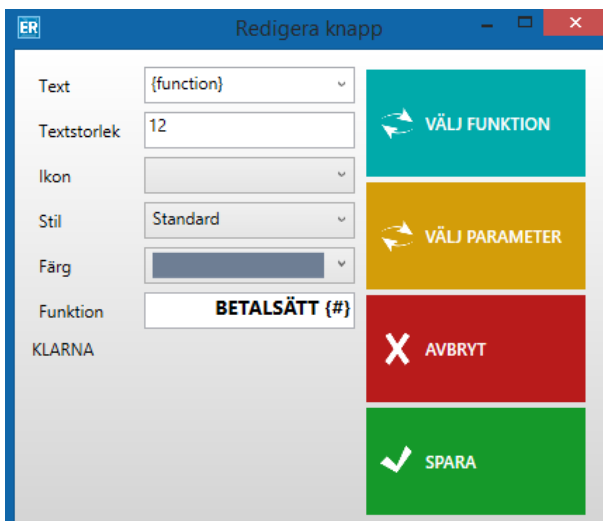 ER
Redigera knapp
Text
{function}
Textstorlek
12
Ikon
Stil
Standard
Färg
Funktion
BETALSÄTT {#}
KLARNA
VÄLJ FUNKTION
VÄLJ PARAMETER
AVBRYT
SPARA